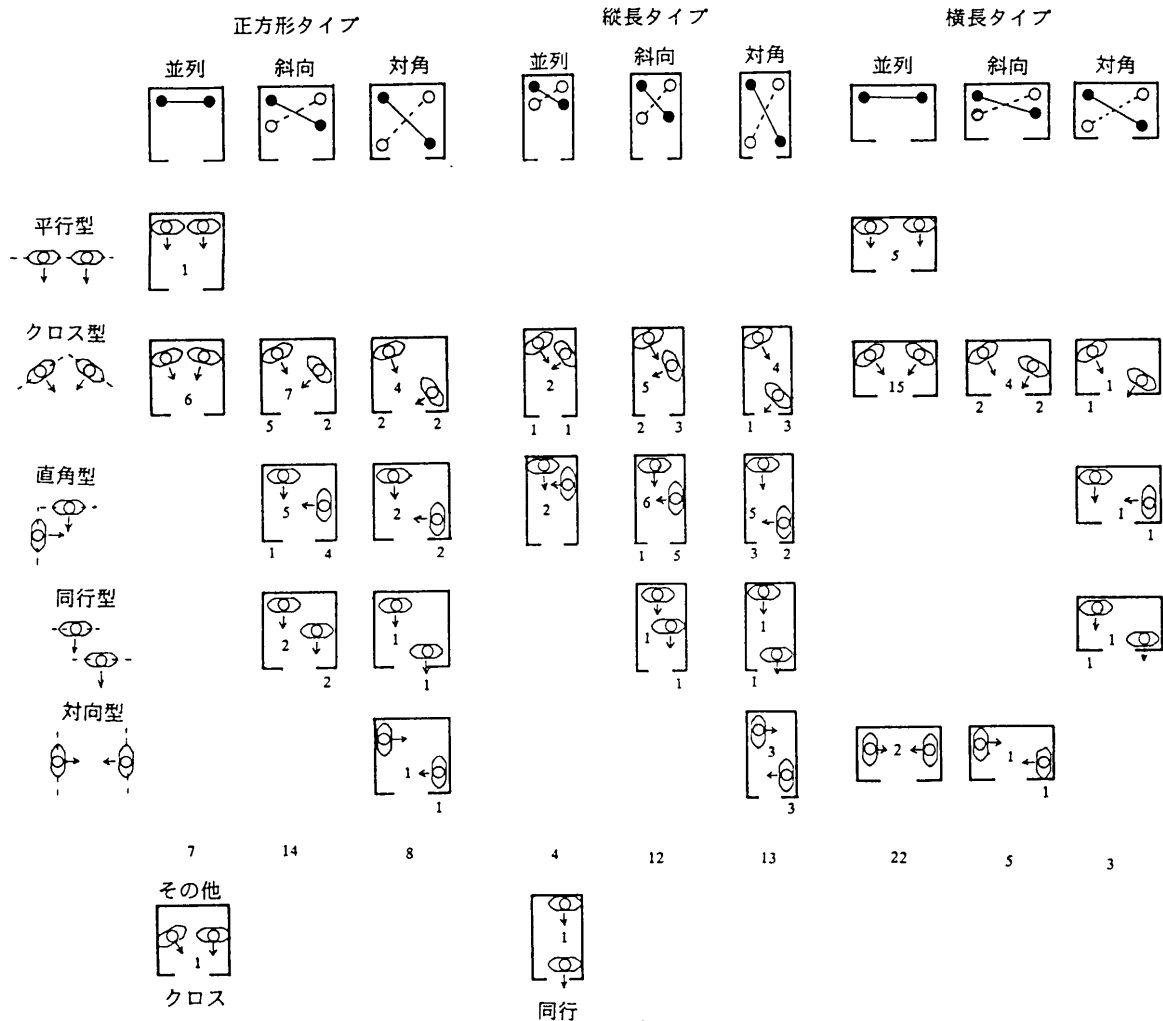 正方形タイプ 縦長タイプ 横長タイプ
並列 斜向 対角 並列 斜向 対角 並列 斜向 対角
平行型
1 5
クロス型
6 7 4 2 5 4 15 4 1
5 2 2 2 1 1 2 3 1 3 2 2 1
直角型
5 2 2 6 5 1
1 4 2 1 5 3 2 1
同行型
2 1 1 1 1
2 1 1 1 1
対向型
1 3 2 1
1 3 1
7 14 8 4 12 13 22 5 3
その他
1 1
クロス 同行